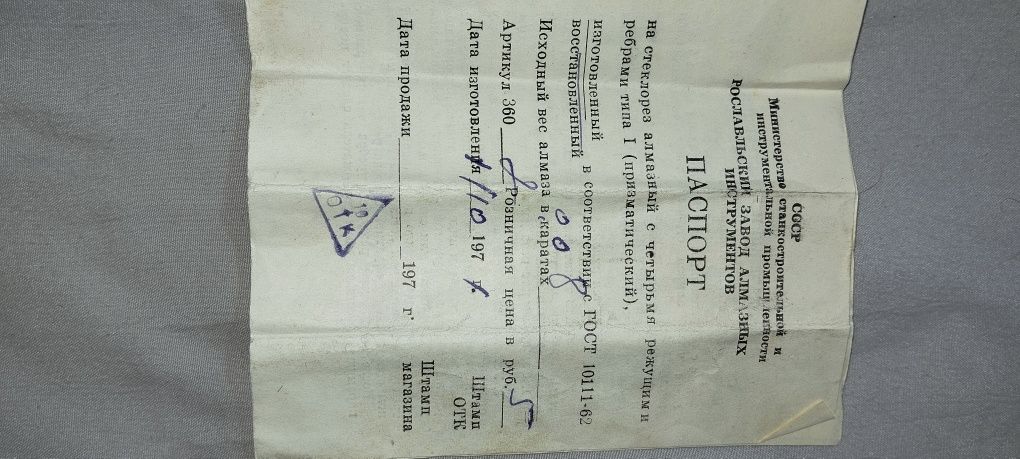 СССР
Министерство станкостроительной и
инструментальной промышленности
РОСЛАВЛЬСКИЙ ЗАВОД АЛМАЗНЫХ
ИНСТРУМЕНТОВ
ПАСПОРТ
на стеклорез алмазный с четырьмя режущими
ребрами типа I (призматический),
изготовленный
восстановленный в соответствии с ГОСТ 10111-62
Исходный вес алмаза в каратах 0 08
Артикул 360 Розничная цена в руб. 5
Дата изготовления 10 197 г. Штамп
ОТК
Дата продажи 197 г. Штамп
магазина
10
ОТК